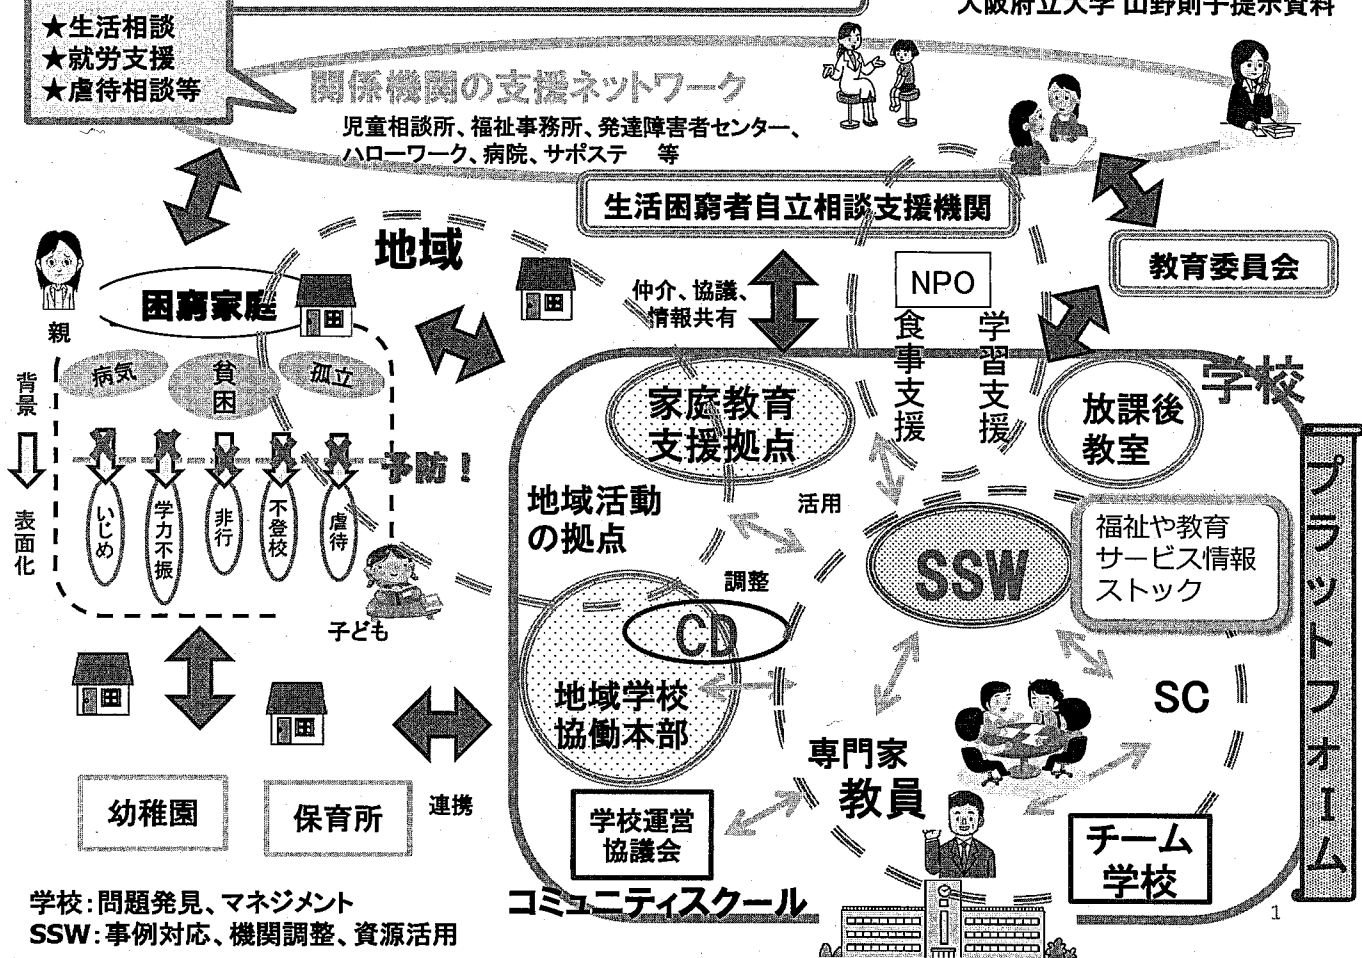 大阪府立大学 山野則子提示資料
★生活相談
★就労支援
★虐待相談等
関係機関の支援ネットワーク
児童相談所、福祉事務所、発達障害者センター、
ハローワーク、病院、サポステ 等
生活困窮者自立相談支援機関
教育委員会
地域
親
困窮家庭
仲介、協議、
情報共有
NPO
食事支援
学習支援
背景
病気
貧困
孤立
予防！
表面化
いじめ
学力不振
非行
不登校
虐待
子ども
学校
プラットフォーム
家庭教育
支援拠点
放課後
教室
地域活動
の拠点
活用
調整
SSW
福祉や教育
サービス情報
ストック
CD
地域学校
協働本部
SC
専門家
教員
学校運営
協議会
チーム
学校
コミュニティスクール
幼稚園
保育所
連携
学校：問題発見、マネジメント
SSW：事例対応、機関調整、資源活用
1